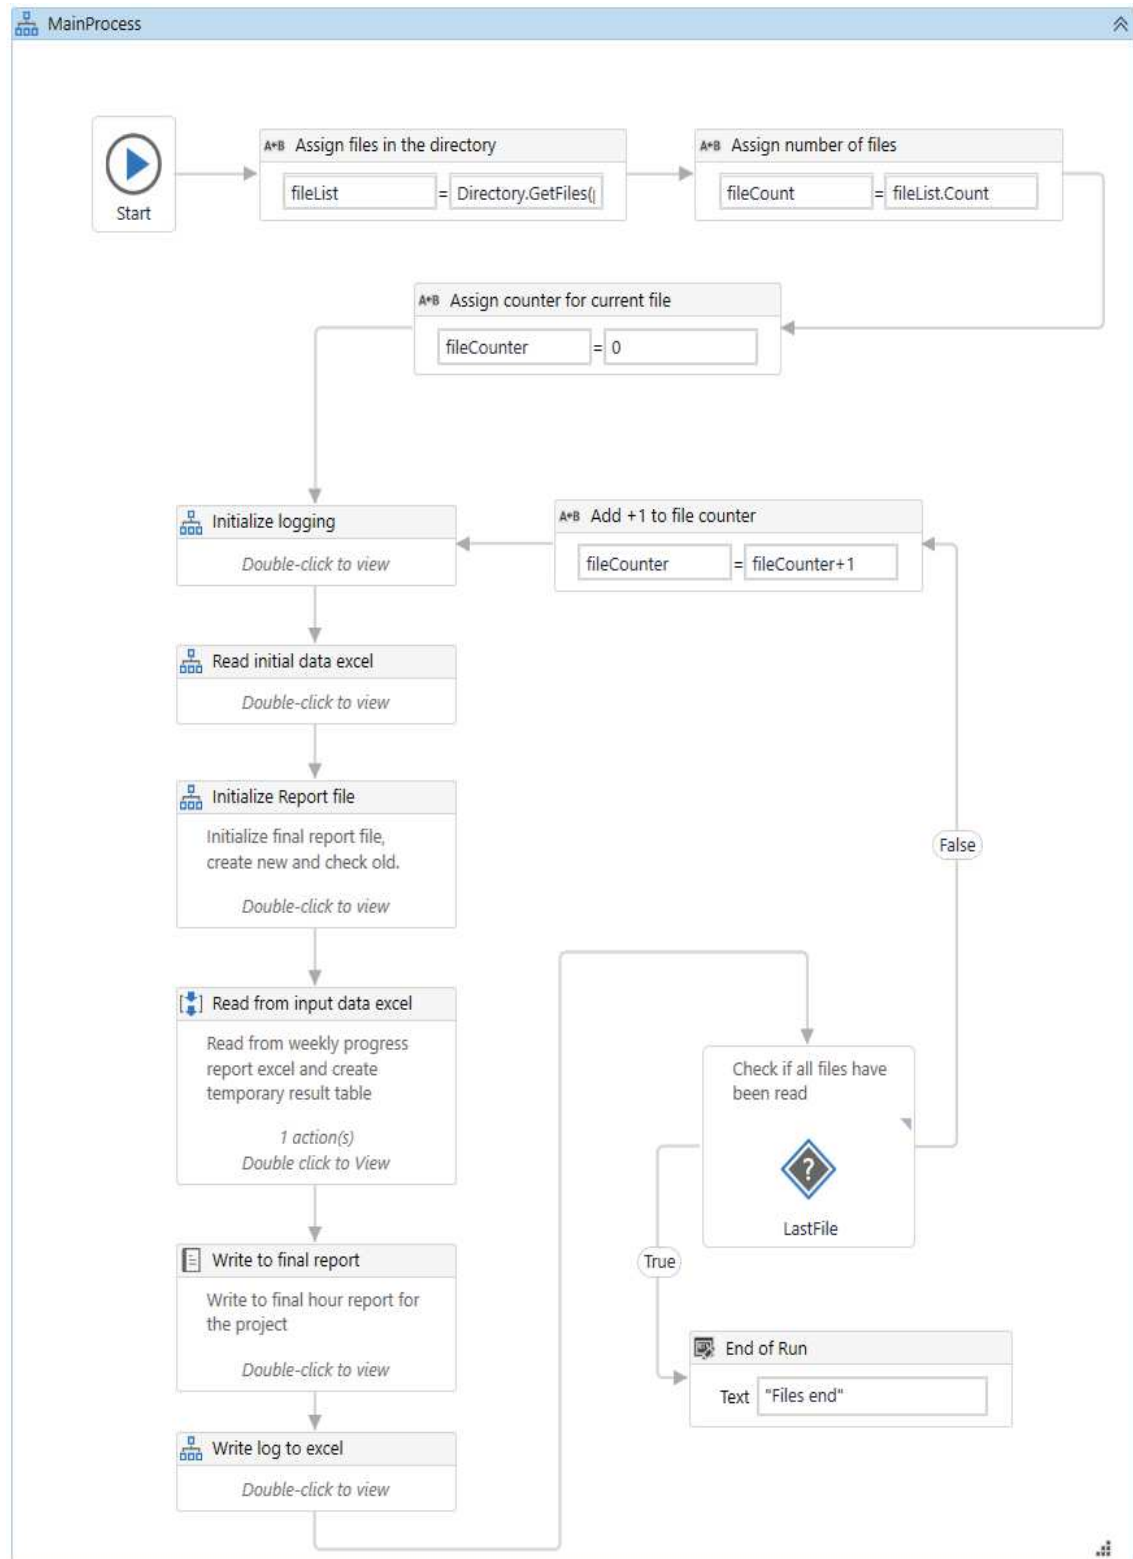 MainProcess
Start
A+B Assign files in the directory
fileList = Directory.GetFiles(
A+B Assign number of files
fileCount = fileList.Count
A+B Assign counter for current file
fileCounter = 0
Initialize logging
Double-click to view
A+B Add +1 to file counter
fileCounter = fileCounter+1
Read initial data excel
Double-click to view
Initialize Report file
Initialize final report file,
create new and check old.
Double-click to view
False
Read from input data excel
Read from weekly progress
report excel and create
temporary result table
1 action(s)
Double click to View
Check if all files have
been read
?
LastFile
True
Write to final report
Write to final hour report for
the project
Double-click to view
End of Run
Text "Files end"
Write log to excel
Double-click to view